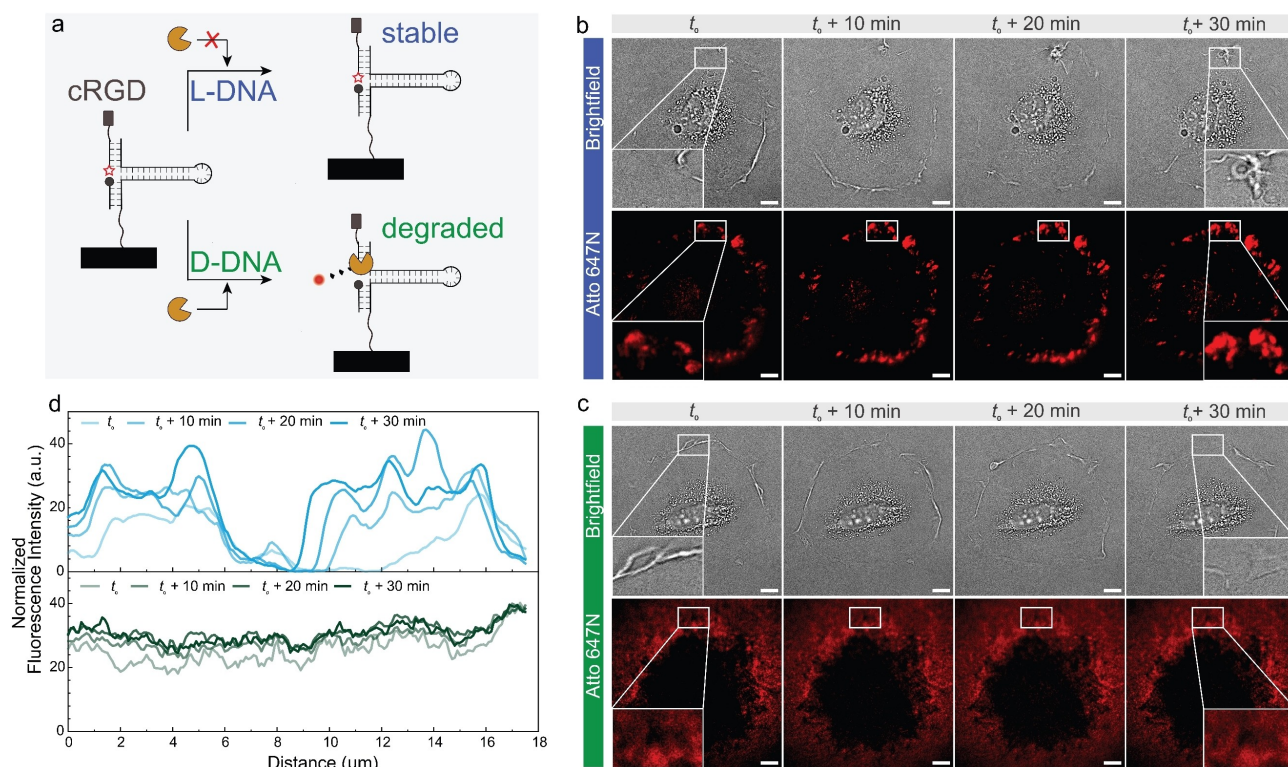 a
cRGD
L-DNA
stable
D-DNA
degraded
b
t₀
t₀ + 10 min
t₀ + 20 min
t₀ + 30 min
Brightfield
Atto 647N
d
t₀
t₀ + 10 min
t₀ + 20 min
t₀ + 30 min
40
20
0
t₀
t₀ + 10 min
t₀ + 20 min
t₀ + 30 min
40
20
0
Normalized
Fluorescence Intensity (a.u.)
0 2 4 6 8 10 12 14 16 18
Distance (μm)
c
t₀
t₀ + 10 min
t₀ + 20 min
t₀ + 30 min
Brightfield
Atto 647N